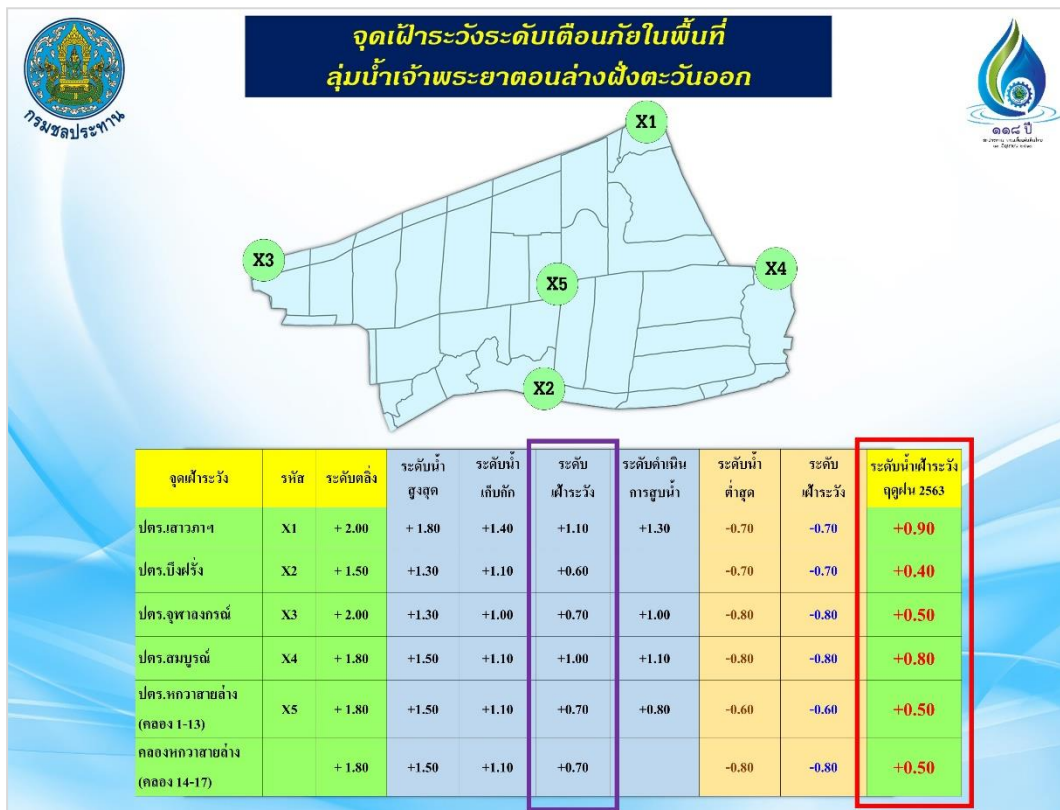 จุดเฝ้าระวังระดับเตือนภัยในพื้นที่
ลุ่มน้ำเจ้าพระยาตอนล่างฝั่งตะวันออก
กรมชลประทาน
๑๑๘ ปี
X1
X3
X4
X5
X2
จุดเฝ้าระวัง รหัส ระดับตลิ่ง ระดับน้ำสูงสุด ระดับน้ำเก็บกัก ระดับเฝ้าระวัง ระดับดำเนินการสูบน้ำ ระดับน้ำต่ำสุด ระดับเฝ้าระวัง ระดับน้ำเฝ้าระวังฤดูฝน 2563
ปตร.เสาวภาฯ X1 + 2.00 + 1.80 +1.40 +1.10 +1.30 -0.70 -0.70 +0.90
ปตร.บึงฝรั่ง X2 + 1.50 +1.30 +1.10 +0.60 -0.70 -0.70 +0.40
ปตร.จุฬาลงกรณ์ X3 + 2.00 +1.30 +1.00 +0.70 +1.00 -0.80 -0.80 +0.50
ปตร.สมบูรณ์ X4 + 1.80 +1.50 +1.10 +1.00 +1.10 -0.80 -0.80 +0.80
ปตร.หกวาสายล่าง
(คลอง 1-13) X5 + 1.80 +1.50 +1.10 +0.70 +0.80 -0.60 -0.60 +0.50
คลองหกวาสายล่าง
(คลอง 14-17) + 1.80 +1.50 +1.10 +0.70 -0.80 -0.80 +0.50